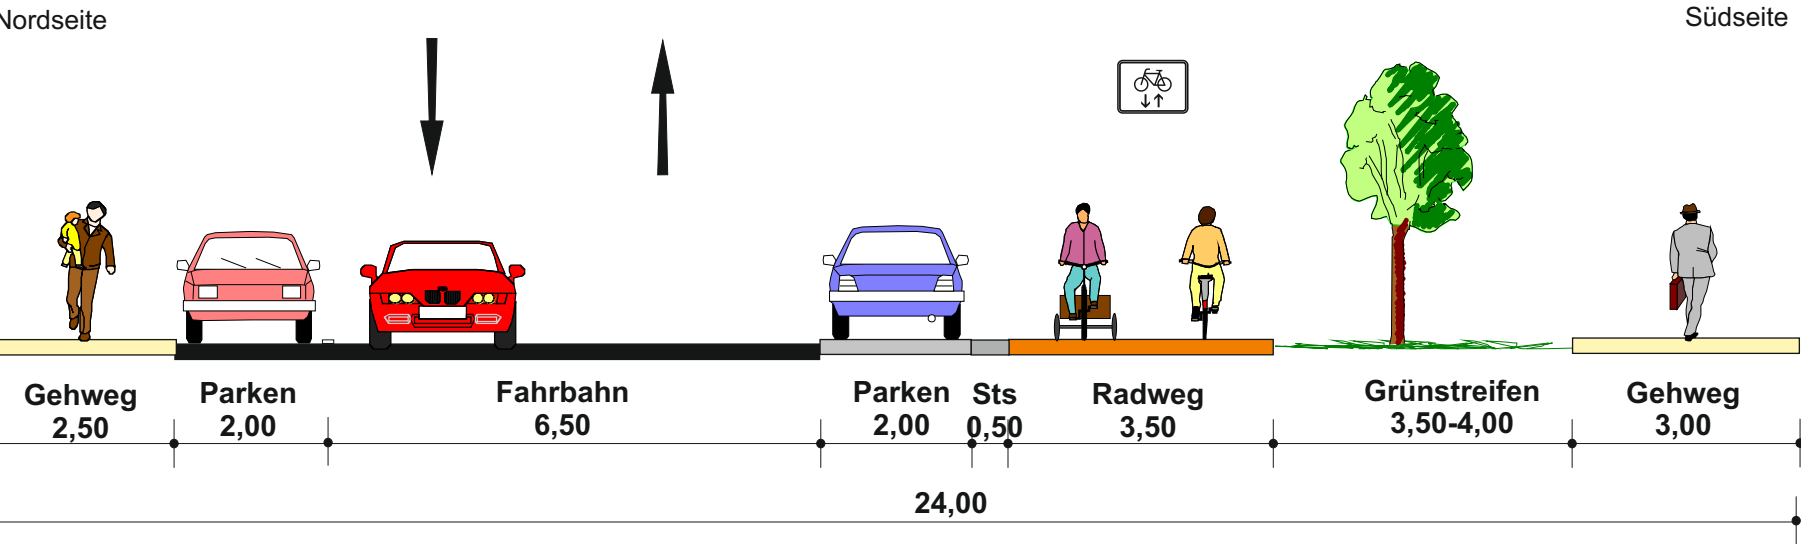 Nordseite
Südseite
Gehweg
2,50
Parken
2,00
Fahrbahn
6,50
Parken
2,00
Sts
0,50
Radweg
3,50
Grünstreifen
3,50-4,00
Gehweg
3,00
24,00